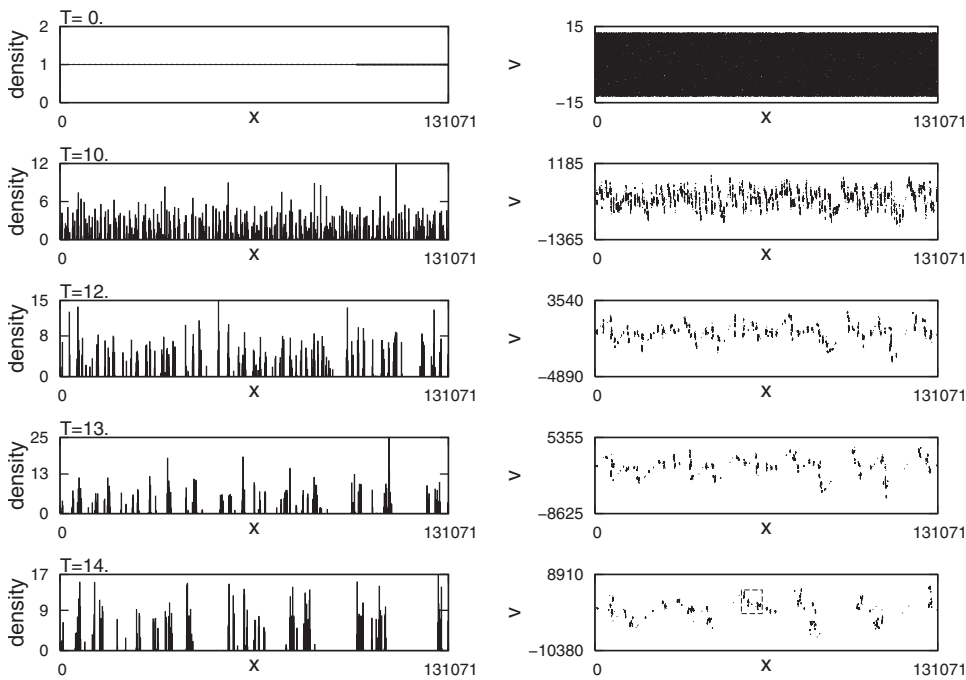 T= 0.
2
1
0
density
0
x
131071
15
-15
v
0
x
131071
T=10.
12
6
0
density
0
x
131071
1185
-1365
v
0
x
131071
T=12.
15
8
0
density
0
x
131071
3540
-4890
v
0
x
131071
T=13.
25
13
0
density
0
x
131071
5355
-8625
v
0
x
131071
T=14.
17
9
0
density
0
x
131071
8910
-10380
v
0
x
131071